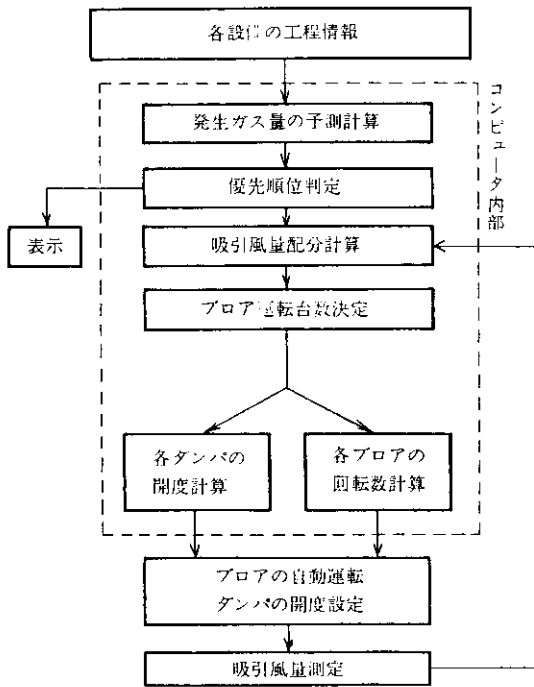 各設備の工程情報
コンピュータ内部
発生ガス量の予測計算
優先順位判定
表示
吸引風量配分計算
ブロア運転台数決定
各ダンパの
開度計算
各ブロアの
回転数計算
ブロアの自動運転
ダンパの開度設定
吸引風量測定